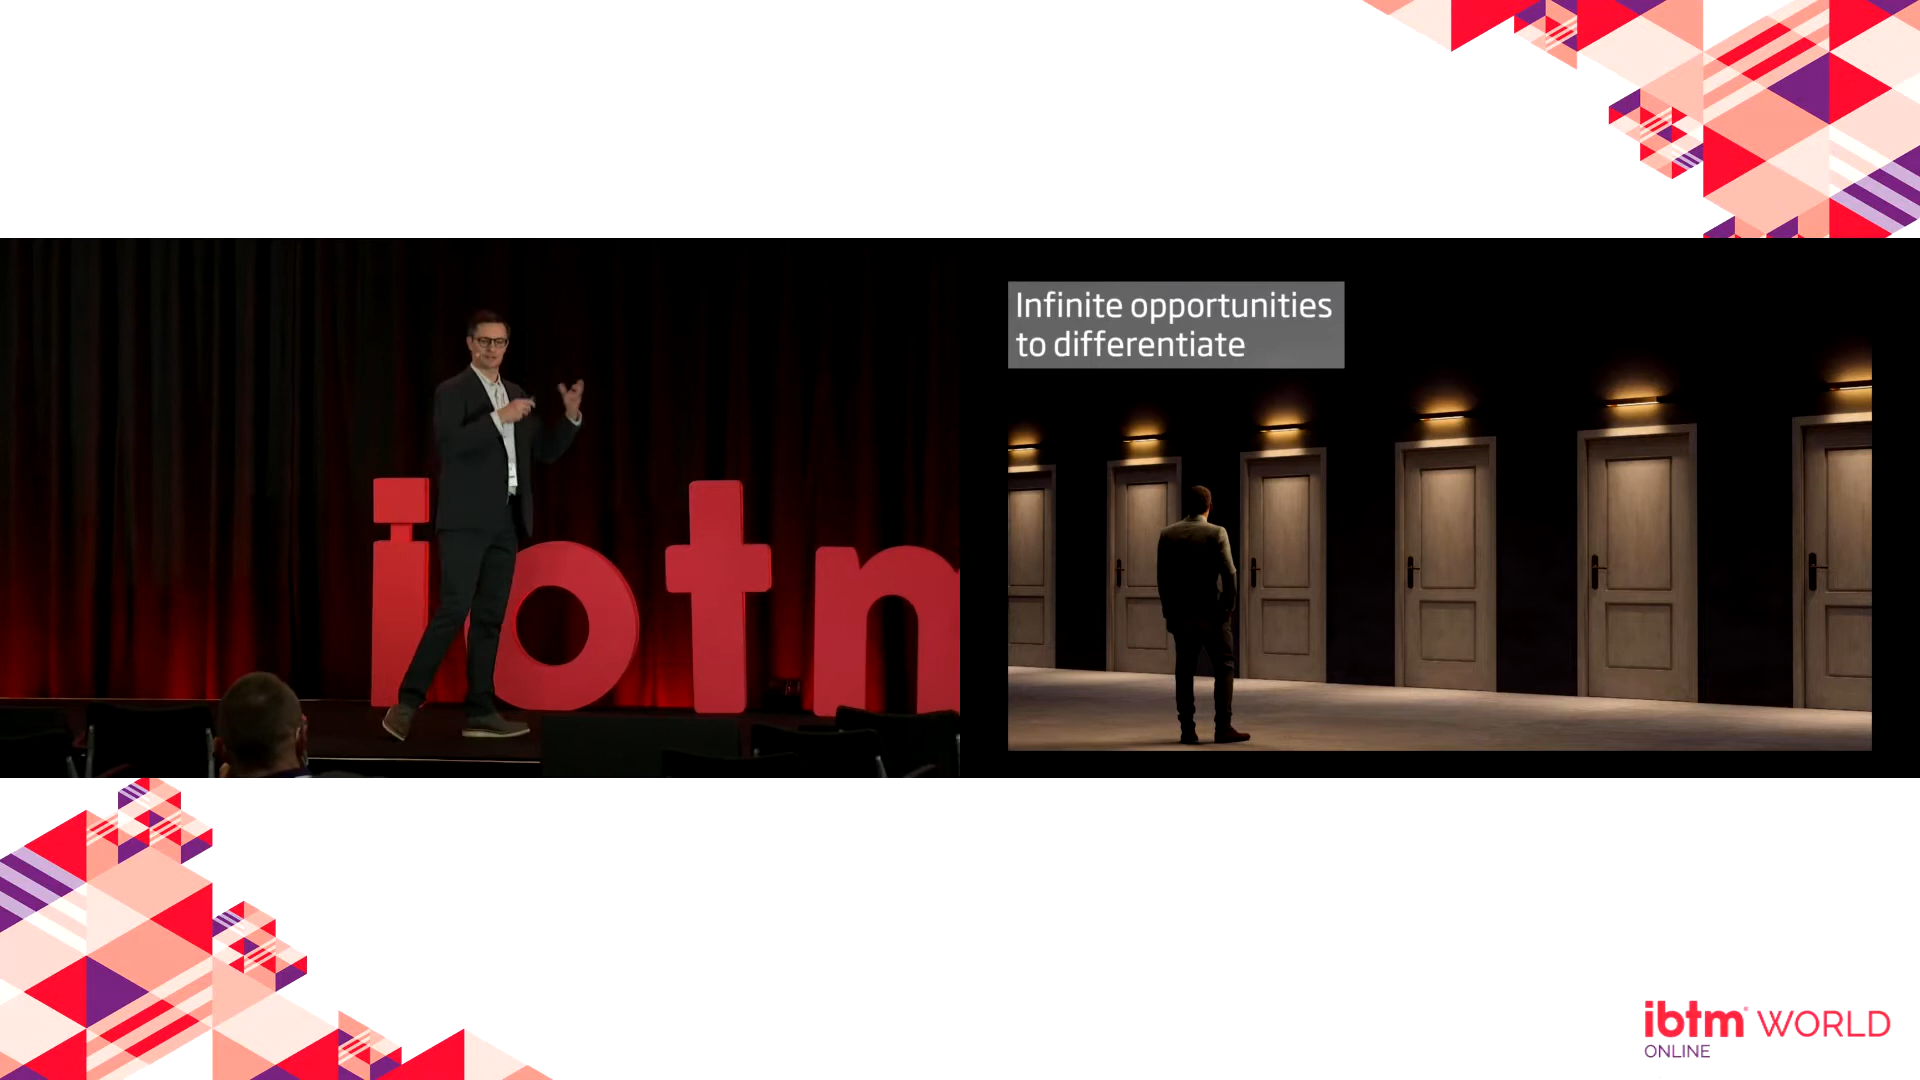 Infinite opportunities
to differentiate
ibtm
ibtm WORLD
ONLINE